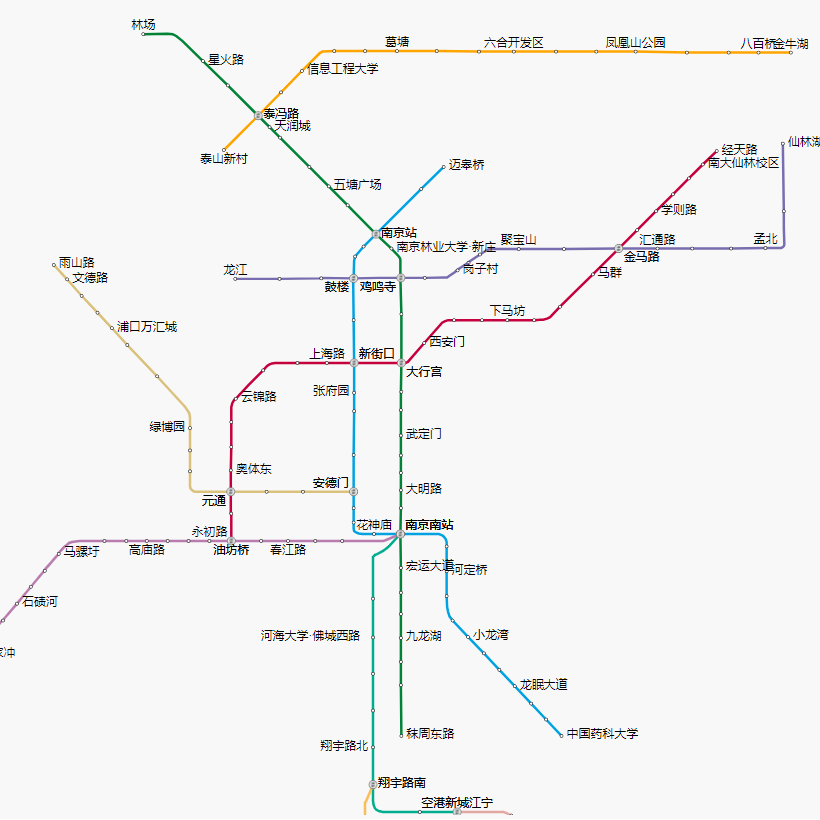 林场
墓塘
六合开发区
凤凰山公园
八百桥
金牛湖
星火路
信息工程大学
泰冯路
天润城
泰山新村
仙林湖
经天路
南大仙林校区
迈皋桥
五塘广场
学则路
南京站
南京林业大学·新庄
聚宝山
汇通路
孟北
金马路
雨山路
文德路
龙江
岗子村
马群
鼓楼
鸡鸣寺
下马坊
浦口万汇城
西安门
上海路
新街口
大行宫
张府园
云锦路
绿博园
武定门
奥体东
安德门
大明路
元通
花神庙
南京南站
永初路
油坊桥
春江路
高庙路
马骡圩
宏运大道
河定桥
石碛河
河海大学·佛城西路
九龙湖
小龙湾
冲
龙眠大道
秣周东路
中国药科大学
翔宇路北
翔宇路南
空港新城江宁